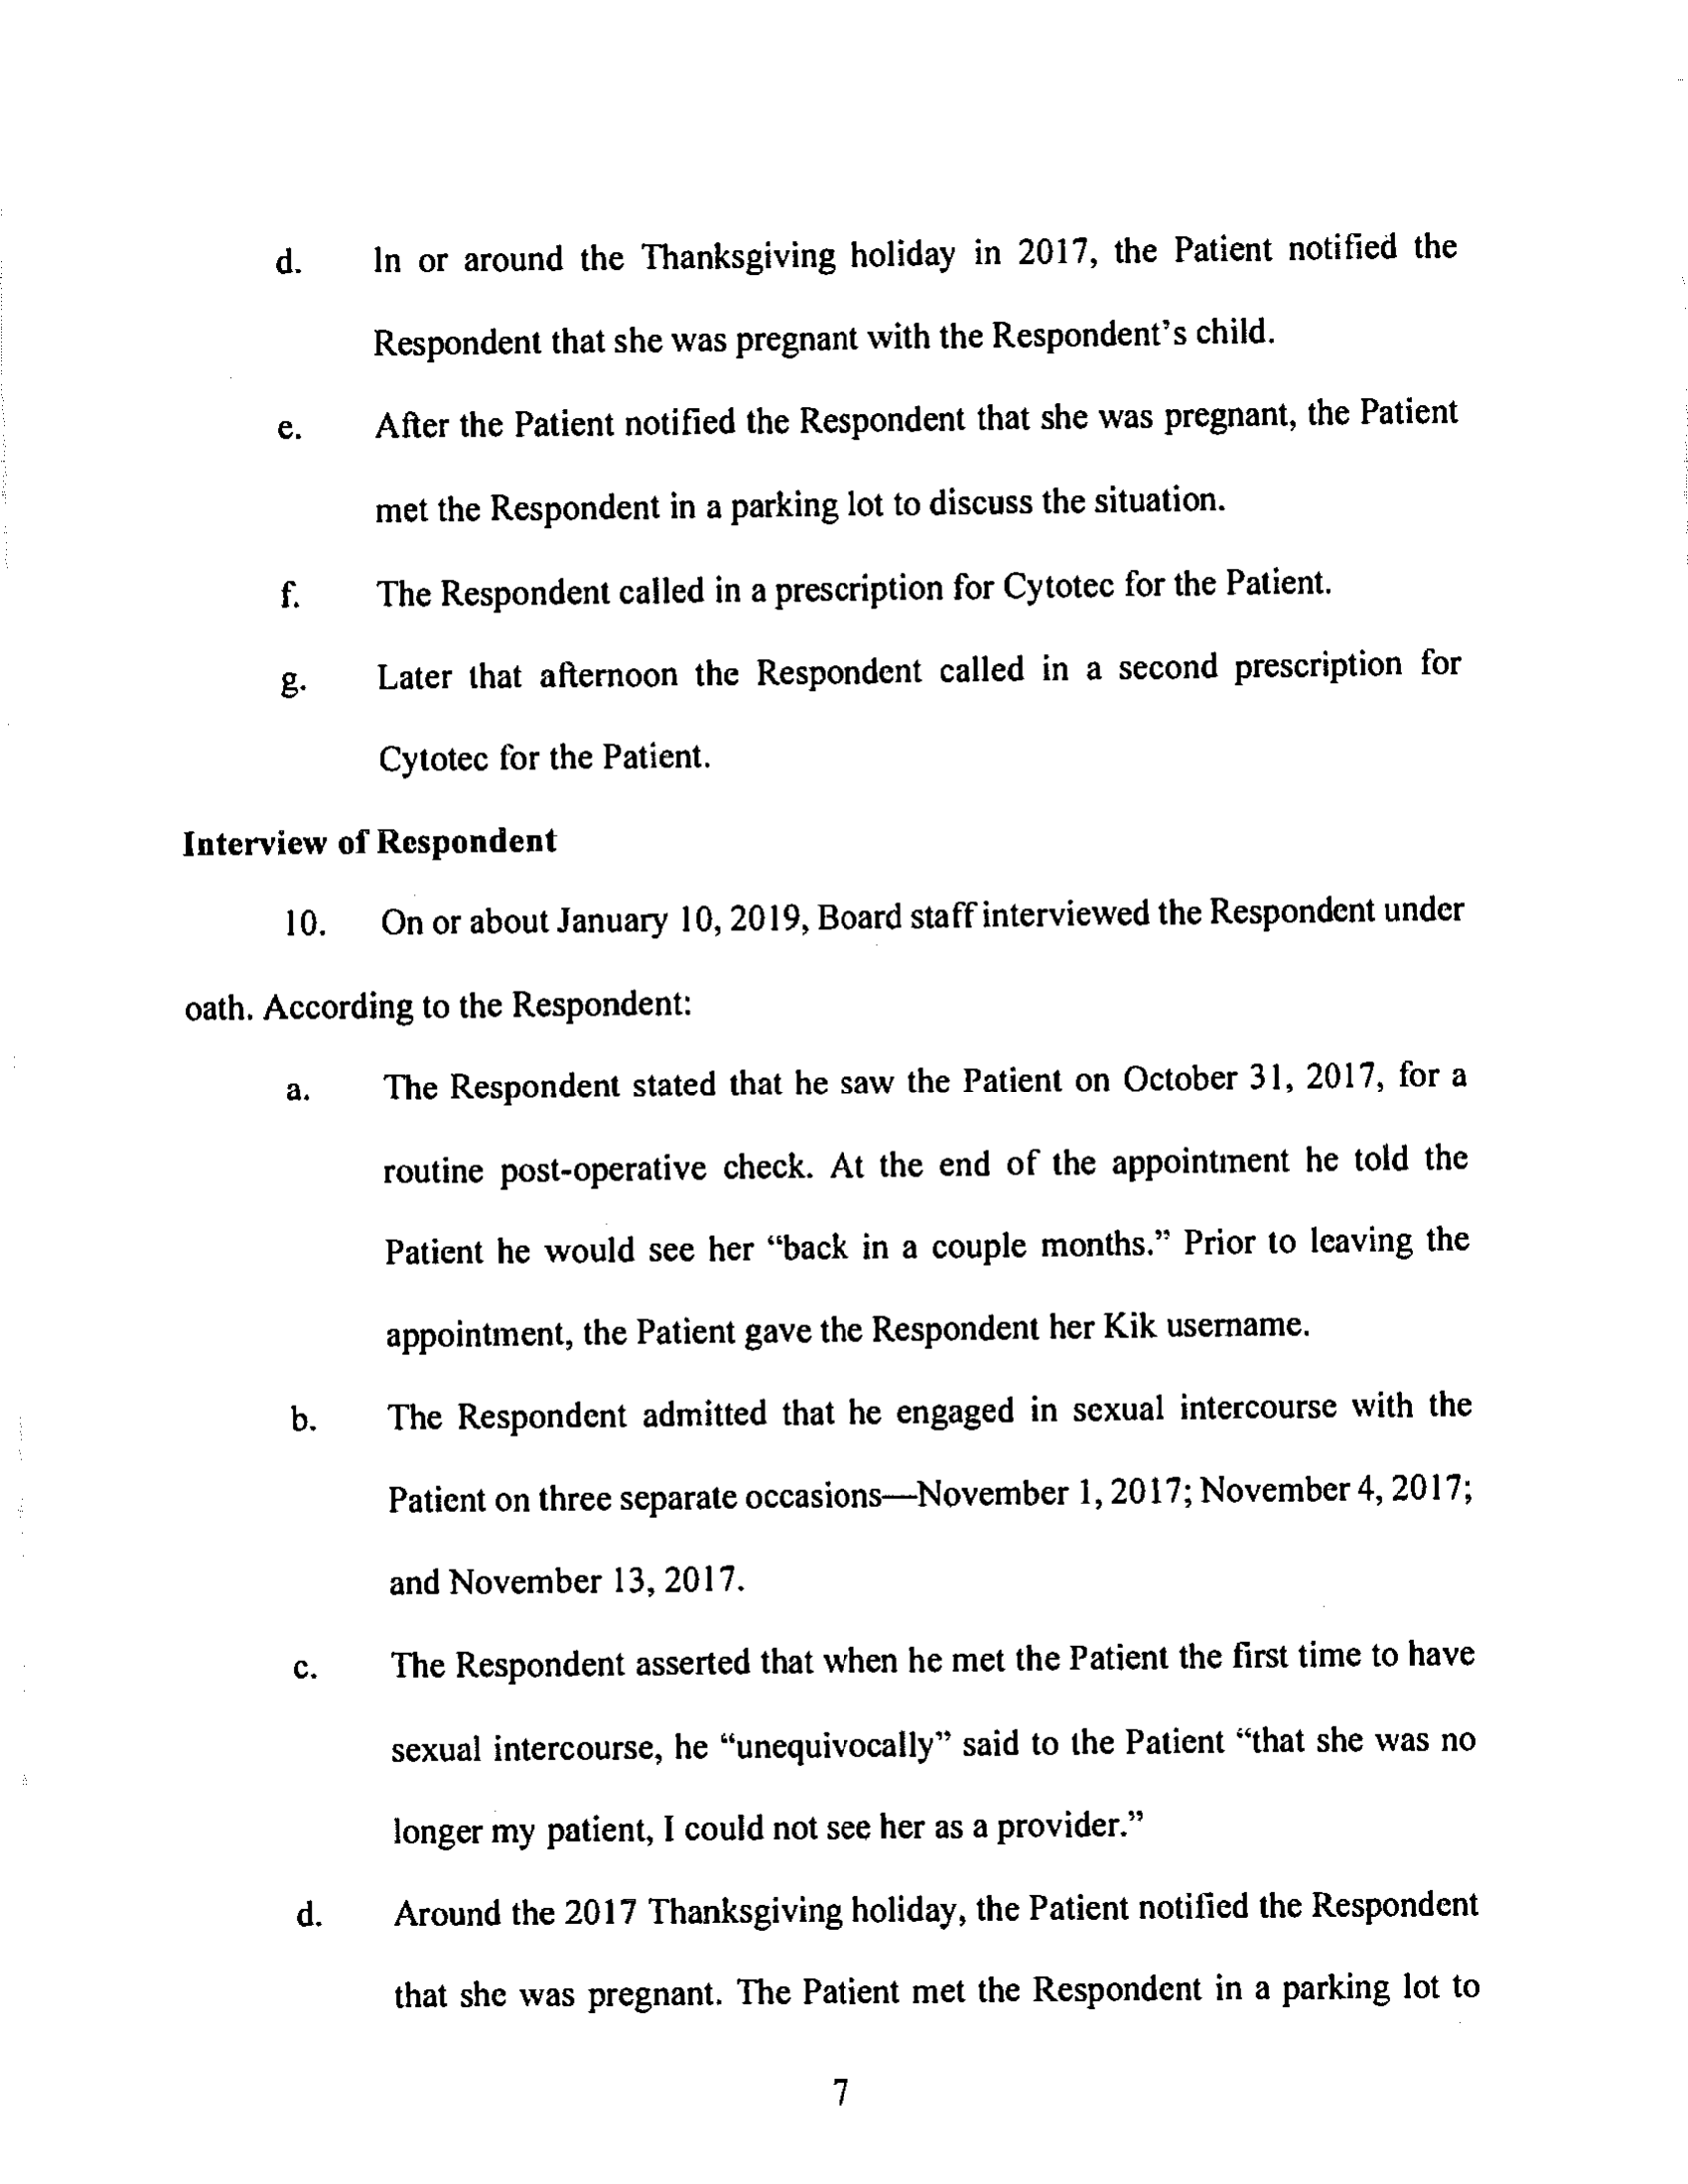 d. In or around the Thanksgiving holiday in 2017, the Patient notified the
Respondent that she was pregnant with the Respondent's child.
e. After the Patient notified the Respondent that she was pregnant, the Patient
met the Respondent in a parking lot to discuss the situation.
f. The Respondent called in a prescription for Cytotec for the Patient.
g. Later that afternoon the Respondent called in a second prescription for
Cytotec for the Patient.
Interview of Respondent
10. On or about January 10, 2019, Board staff interviewed the Respondent under
oath. According to the Respondent:
a. The Respondent stated that he saw the Patient on October 31, 2017, for a
routine post-operative check. At the end of the appointment he told the
Patient he would see her “back in a couple months.” Prior to leaving the
appointment, the Patient gave the Respondent her Kik username.
b. The Respondent admitted that he engaged in sexual intercourse with the
Patient on three separate occasions—November 1, 2017; November 4, 2017;
and November 13, 2017.
c. The Respondent asserted that when he met the Patient the first time to have
sexual intercourse, he “unequivocally” said to the Patient “that she was no
longer my patient, I could not see her as a provider.”
d. Around the 2017 Thanksgiving holiday, the Patient notified the Respondent
that she was pregnant. The Patient met the Respondent in a parking lot to
7